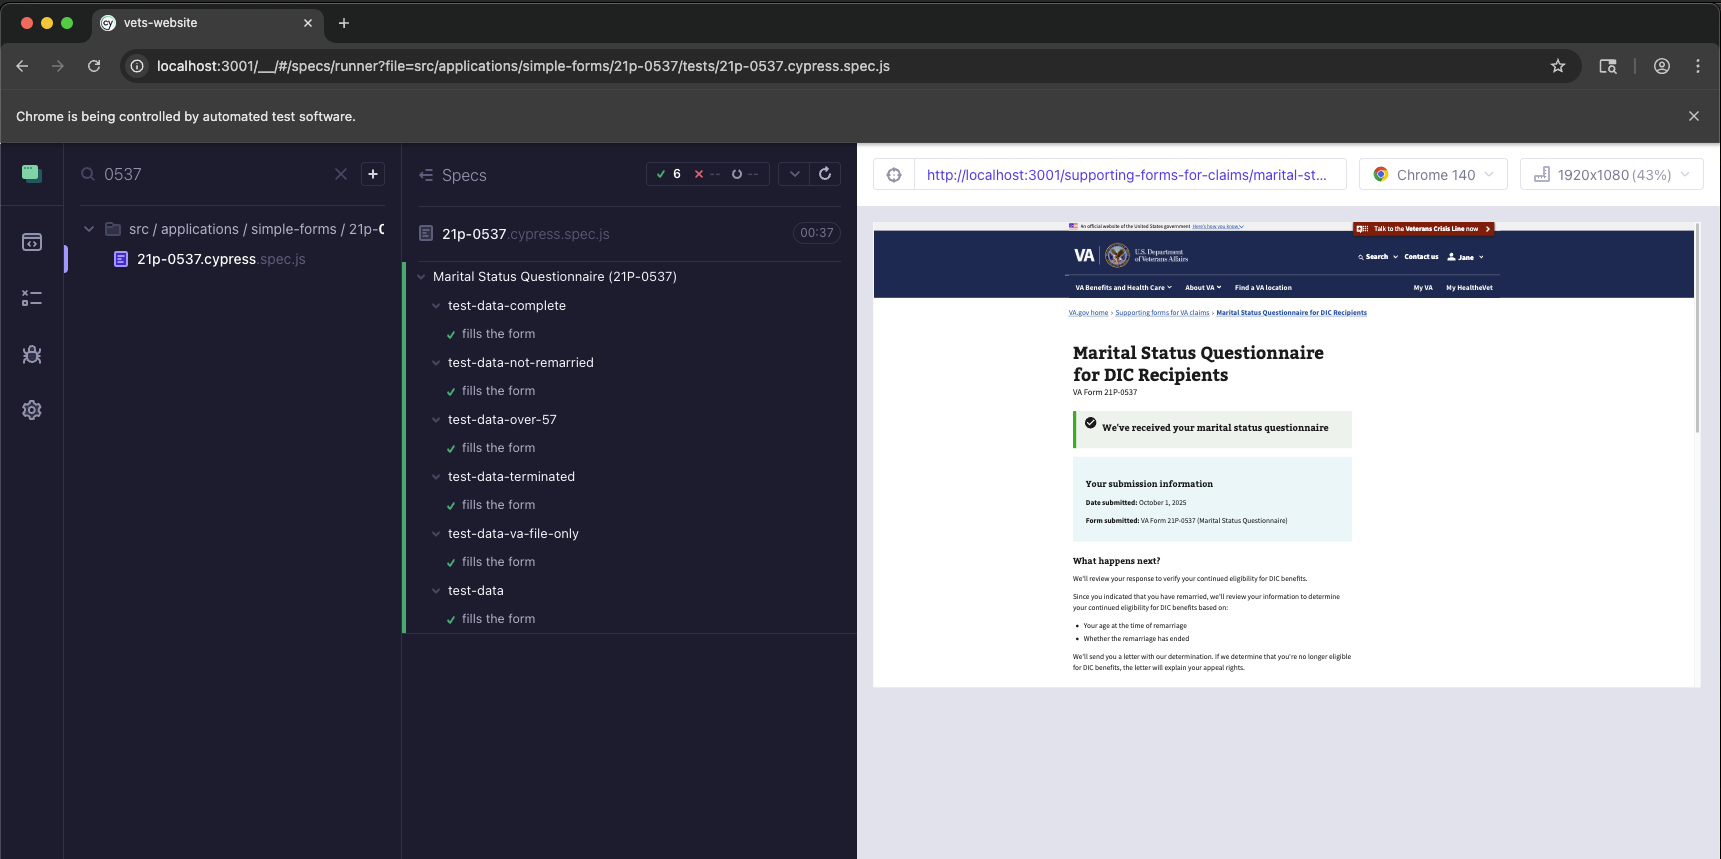 vets-website
localhost:3001/__/#/specs/runner?file=src/applications/simple-forms/21p-0537/tests/21p-0537.cypress.spec.js
Chrome is being controlled by automated test software.
0537
src / applications / simple-forms / 21p-0
21p-0537.cypress.spec.js
Specs
6 -- --
21p-0537.cypress.spec.js
00:37
Marital Status Questionnaire (21P-0537)
test-data-complete
fills the form
test-data-not-remarried
fills the form
test-data-over-57
fills the form
test-data-terminated
fills the form
test-data-va-file-only
fills the form
test-data
fills the form
http://localhost:3001/supporting-forms-for-claims/marital-st...
Chrome 140
1920x1080 (43%)
An official website of the United States government Here's how you know
Talk to the Veterans Crisis Line now
VA
U.S. Department
of Veterans Affairs
Search Contact us Jane
VA Benefits and Health Care About VA Find a VA location My VA My HealtheVet
VA.gov home › Supporting forms for VA claims › Marital Status Questionnaire for DIC Recipients
Marital Status Questionnaire
for DIC Recipients
VA Form 21P-0537
We've received your marital status questionnaire
Your submission information
Date submitted: October 1, 2025
Form submitted: VA Form 21P-0537 (Marital Status Questionnaire)
What happens next?
We'll review your response to verify your continued eligibility for DIC benefits.
Since you indicated that you have remarried, we'll review your information to determine
your continued eligibility for DIC benefits based on:
• Your age at the time of remarriage
• Whether the remarriage has ended
We'll send you a letter with our determination. If we determine that you're no longer eligible
for DIC benefits, the letter will explain your appeal rights.